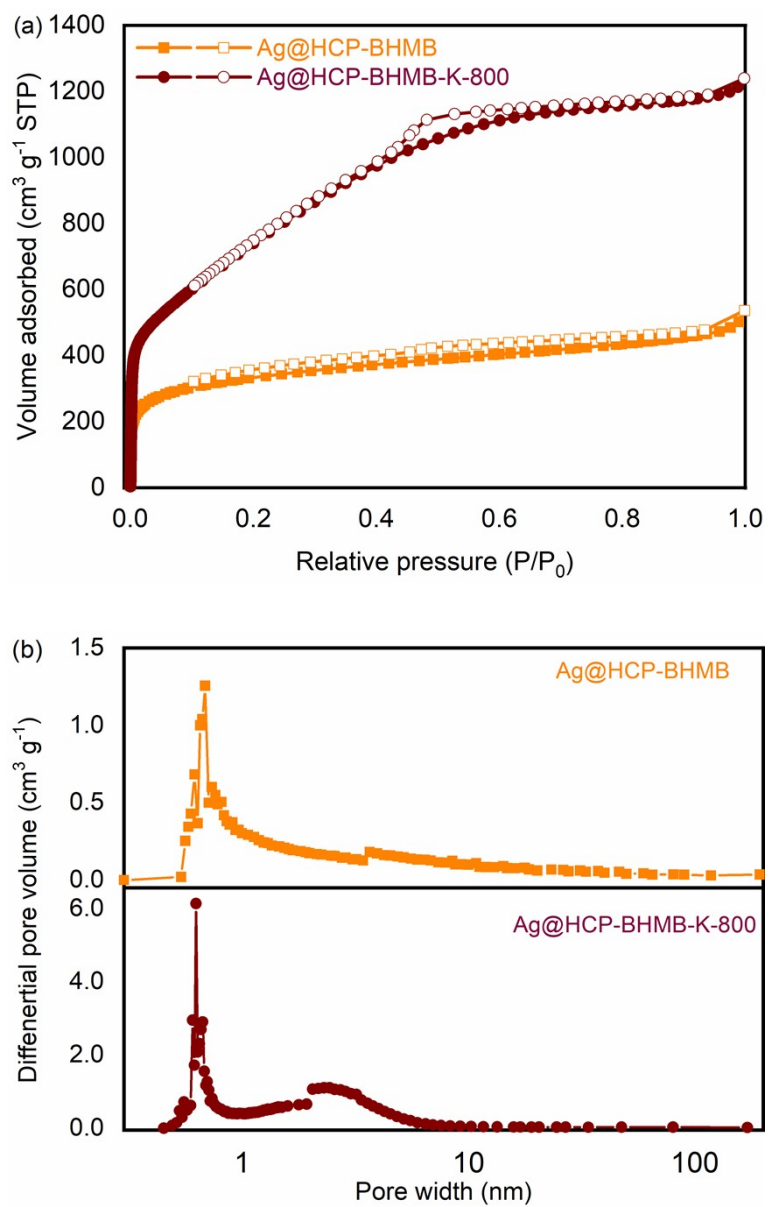 (a)
1400
1200
1000
800
600
400
200
0
Volume adsorbed (cm³ g⁻¹ STP)
Ag@HCP-BHMB
Ag@HCP-BHMB-K-800
0.0 0.2 0.4 0.6 0.8 1.0
Relative pressure (P/P₀)
(b)
1.5
1.0
0.5
0.0
Ag@HCP-BHMB
6.0
4.0
2.0
0.0
Ag@HCP-BHMB-K-800
Diffenertial pore volume (cm³ g⁻¹)
1 10 100
Pore width (nm)